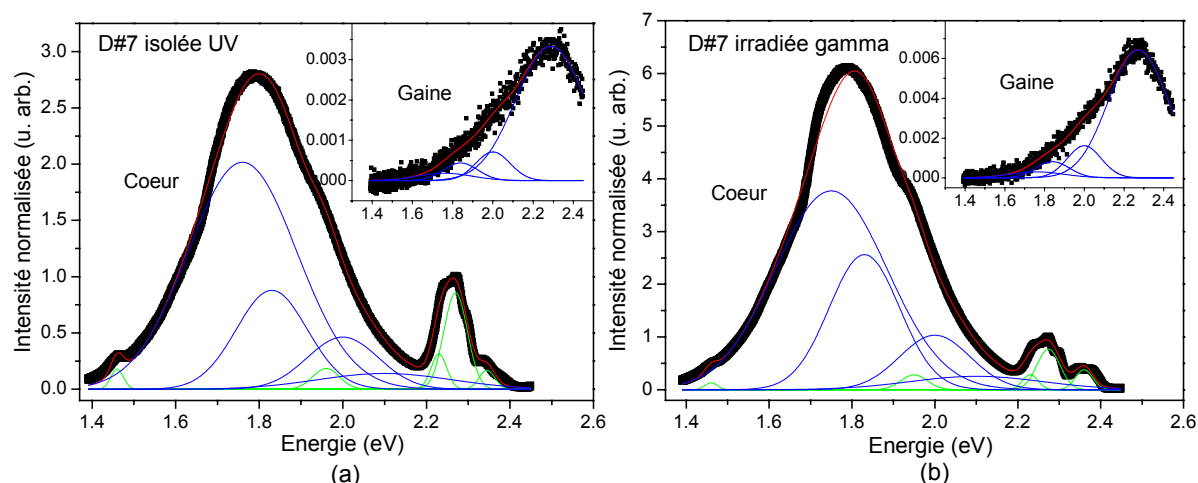 D#7 isolée UV
Gaine
Coeur
Intensité normalisée (u. arb.)
3.0
2.5
2.0
1.5
1.0
0.5
0.0
0.003
0.002
0.001
0.000
1.4 1.6 1.8 2.0 2.2 2.4
1.4 1.6 1.8 2.0 2.2 2.4 2.6
Energie (eV)
(a)
D#7 irradiée gamma
Gaine
Coeur
Intensité normalisée (u. arb.)
7
6
5
4
3
2
1
0
0.006
0.004
0.002
0.000
1.4 1.6 1.8 2.0 2.2 2.4
1.4 1.6 1.8 2.0 2.2 2.4 2.6
Energie (eV)
(b)